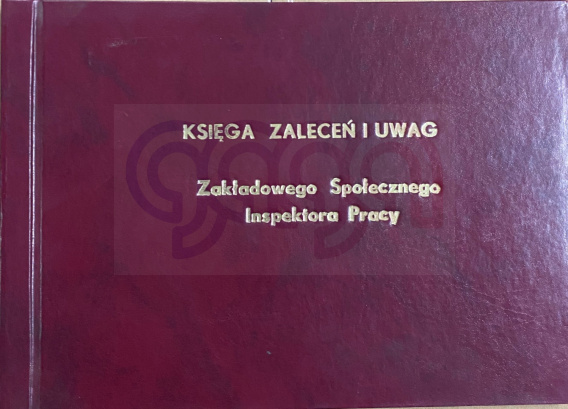 KSIĘGA ZALECEŃ I UWAG
Zakładowego Społecznego
Inspektora Pracy